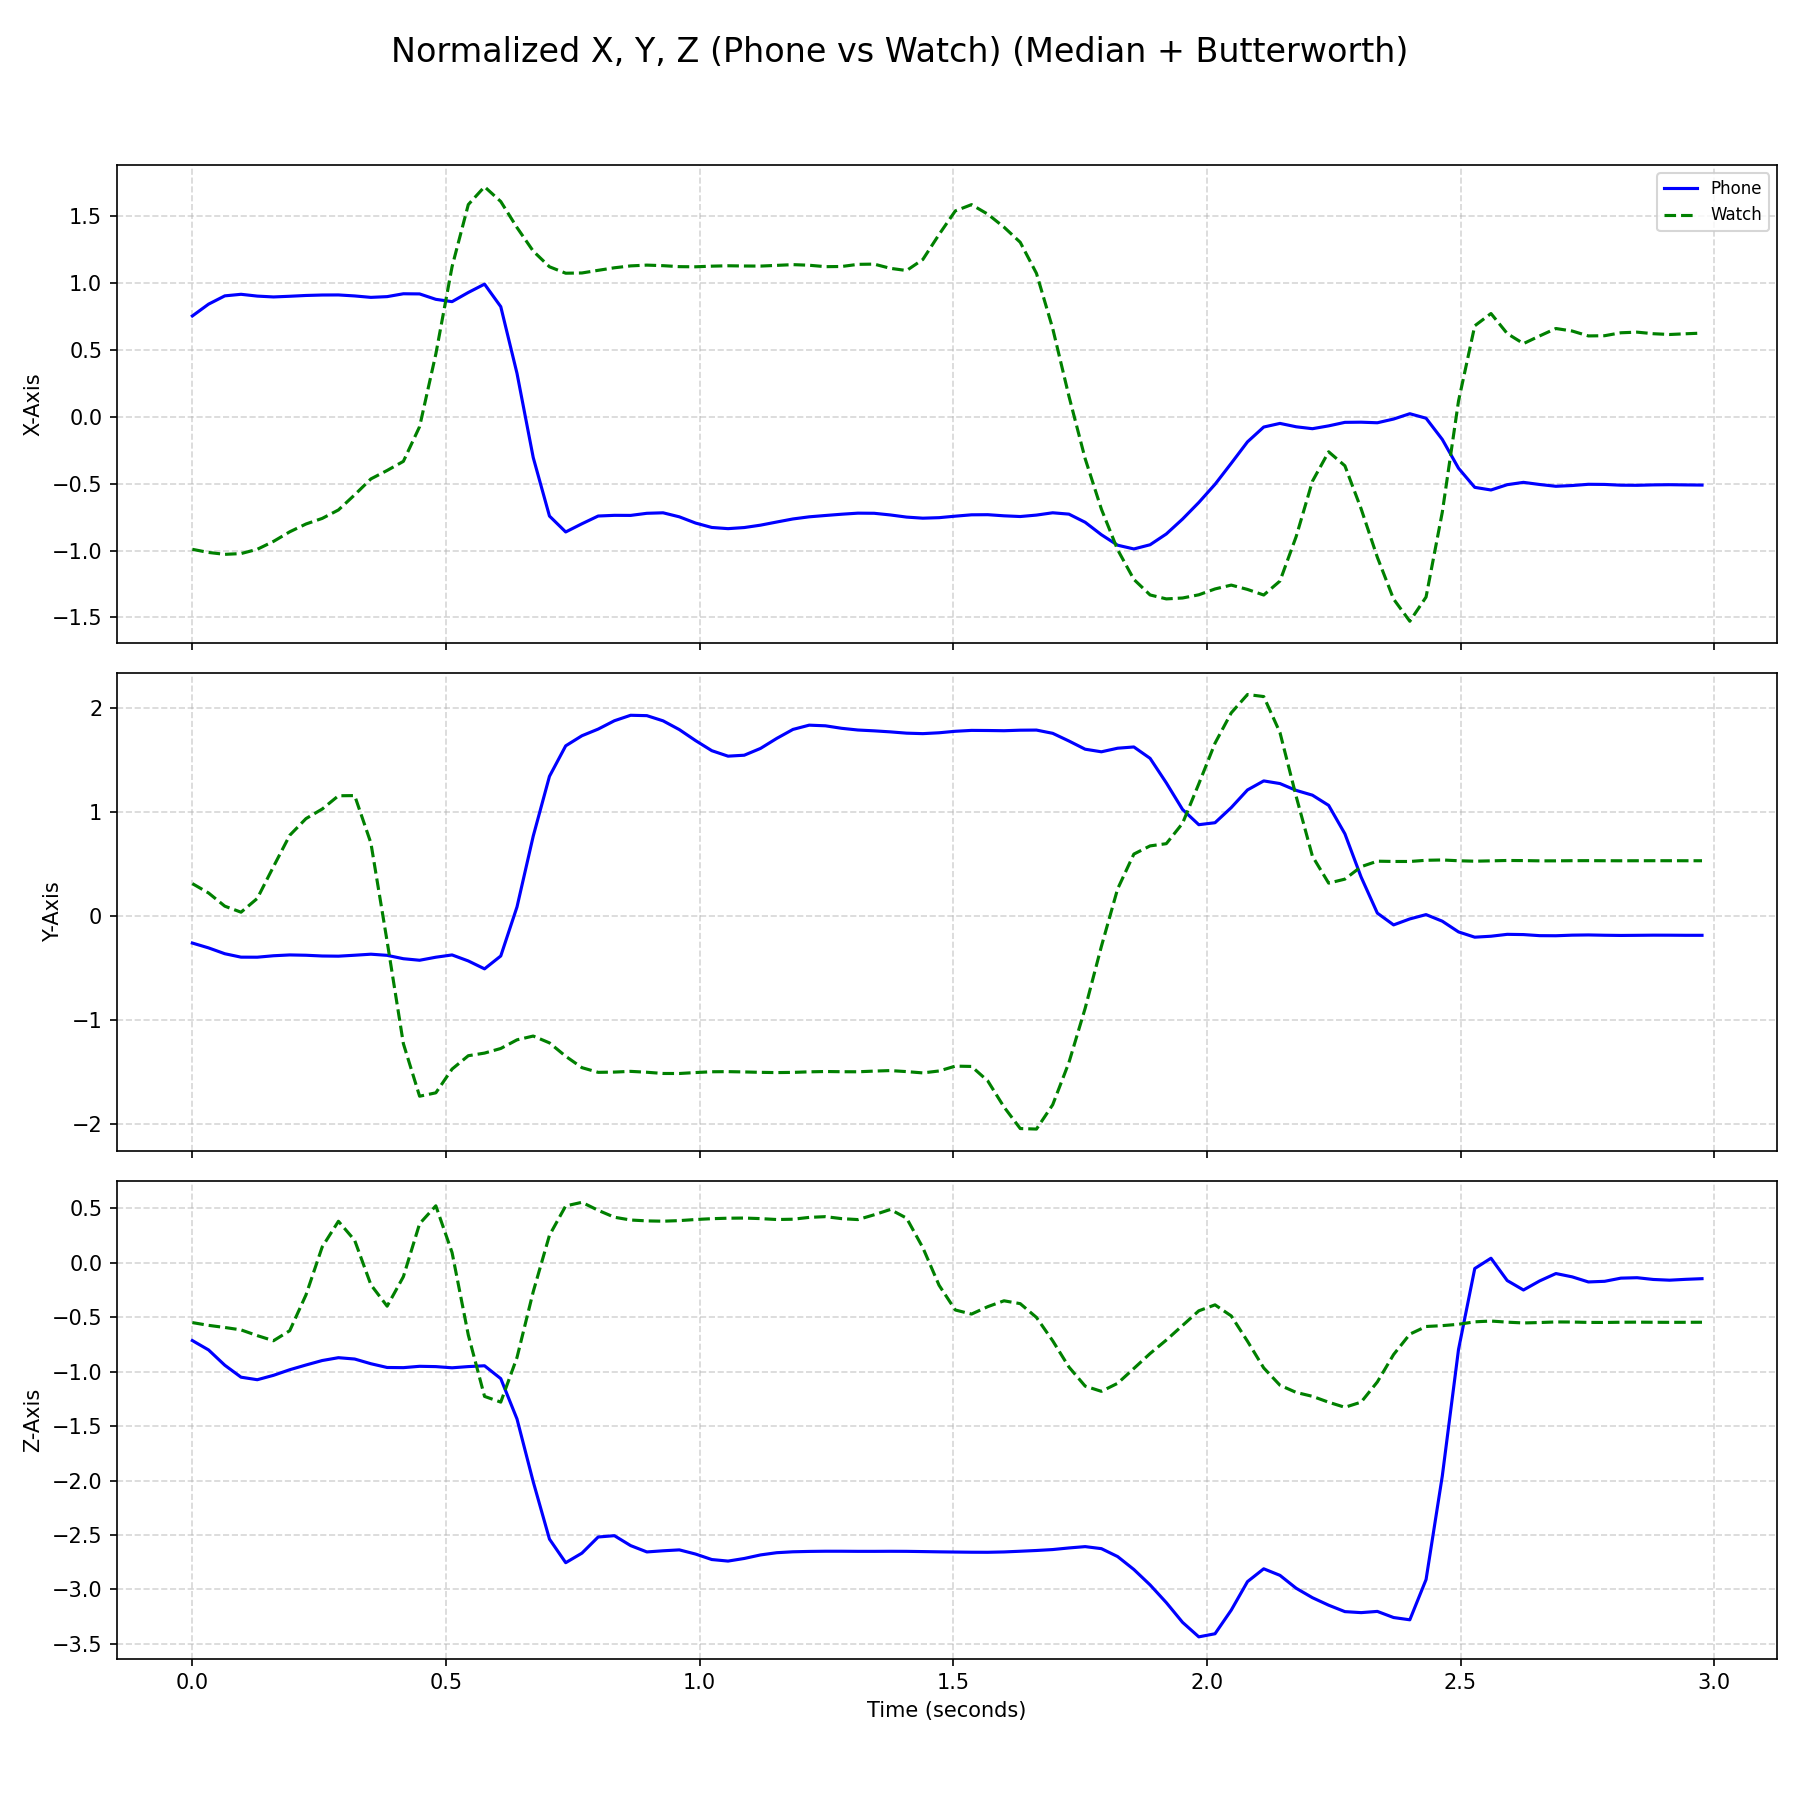 Normalized X, Y, Z (Phone vs Watch) (Median + Butterworth)
Phone
Watch
1.5
1.0
0.5
0.0
−0.5
−1.0
−1.5
X-Axis
2
1
0
−1
−2
Y-Axis
0.5
0.0
−0.5
−1.0
−1.5
−2.0
−2.5
−3.0
−3.5
Z-Axis
0.0 0.5 1.0 1.5 2.0 2.5 3.0
Time (seconds)